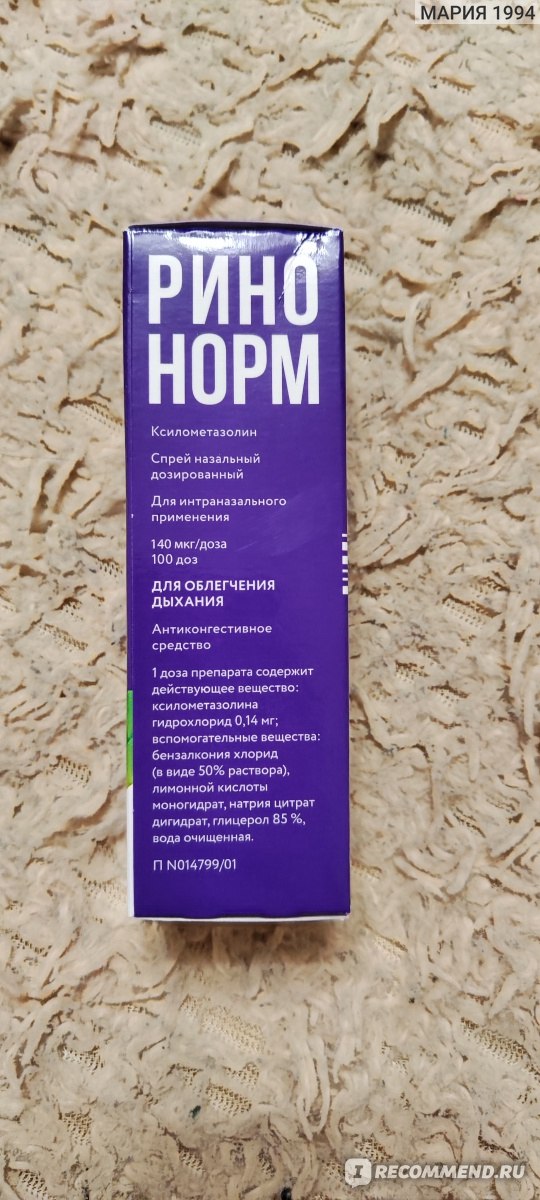 МАРИЯ 1994
РИНО
НОРМ
Ксилометазолин
Спрей назальный
дозированный
Для интраназального
применения
140 мкг/доза
100 доз
ДЛЯ ОБЛЕГЧЕНИЯ
ДЫХАНИЯ
Антиконгестивное
средство
1 доза препарата содержит
действующее вещество:
ксилометазолина
гидрохлорид 0,14 мг;
вспомогательные вещества:
бензалкония хлорид
(в виде 50% раствора),
лимонной кислоты
моногидрат, натрия цитрат
дигидрат, глицерол 85 %,
вода очищенная.
П N014799/01
IRECOMMEND.RU